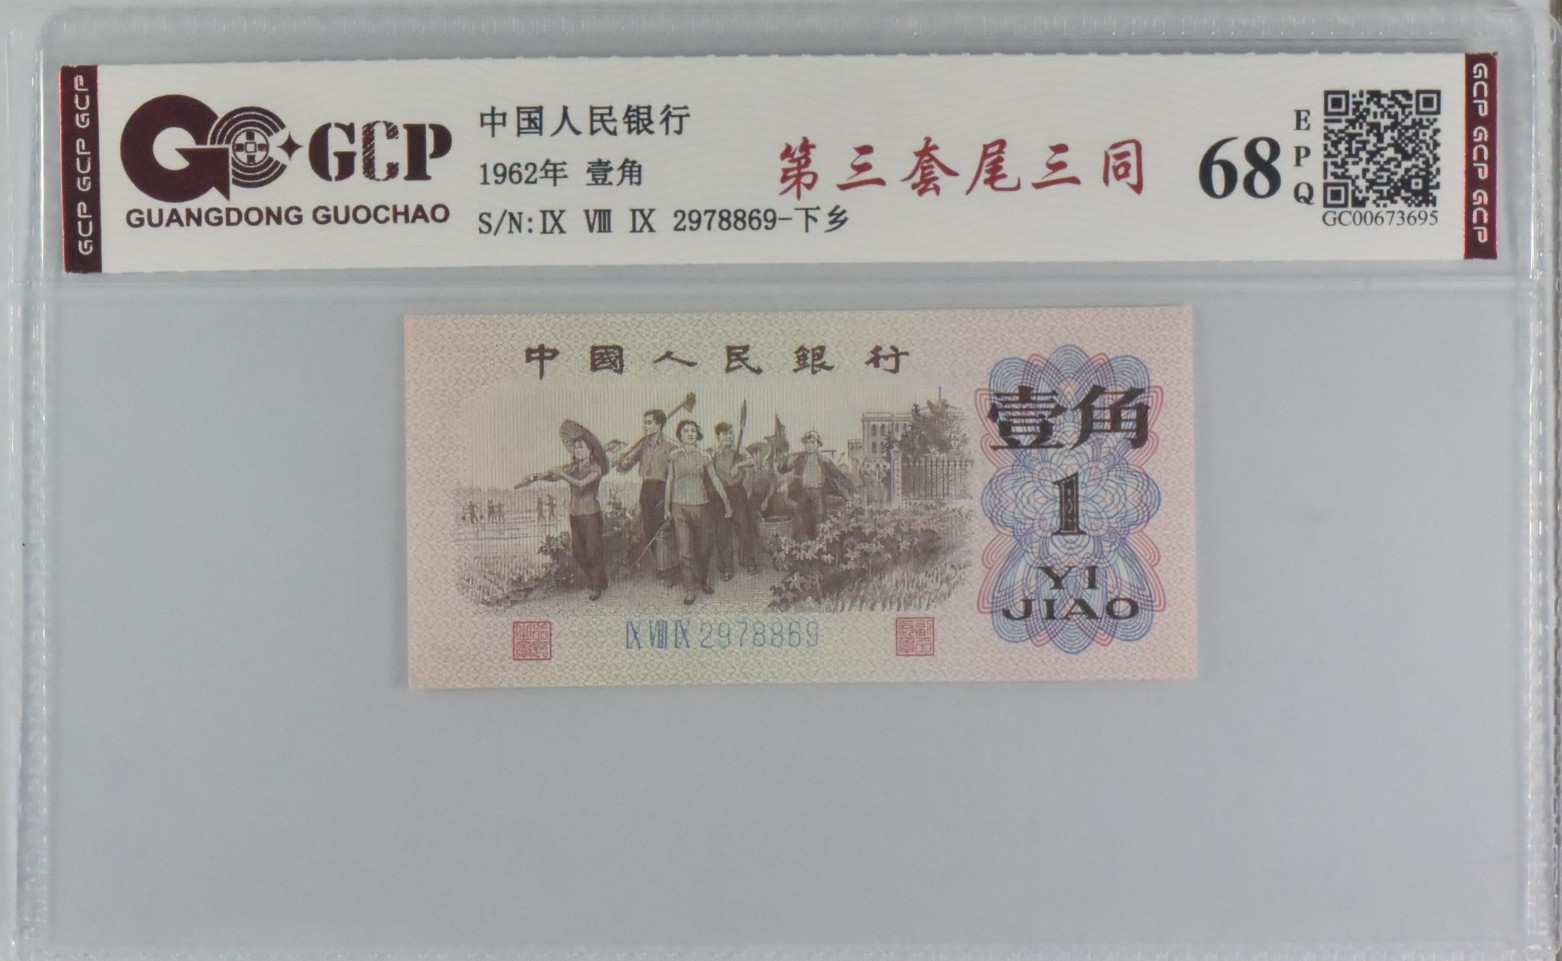 GCP GCP GCP
GCP
GUANGDONG GUOCHAO
中国人民银行
1962年 壹角
S/N:Ⅸ Ⅷ Ⅸ 2978869-下乡
第三套尾三同
68
EPQ
GC00673695
GCP GCP GCP
中國人民銀行
壹角
1
YI
JIAO
Ⅸ Ⅷ Ⅸ 2978869